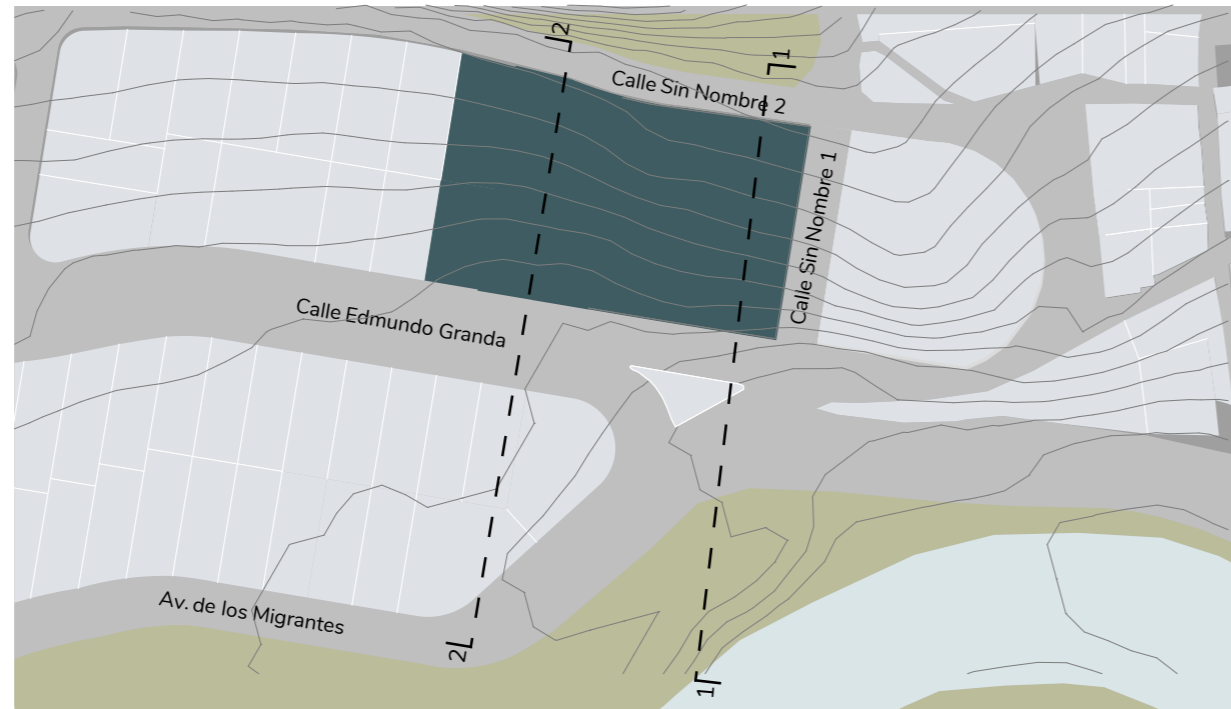 2
1
Calle Sin Nombre 2
Calle Sin Nombre 1
Calle Edmundo Granda
Av. de los Migrantes
2
1